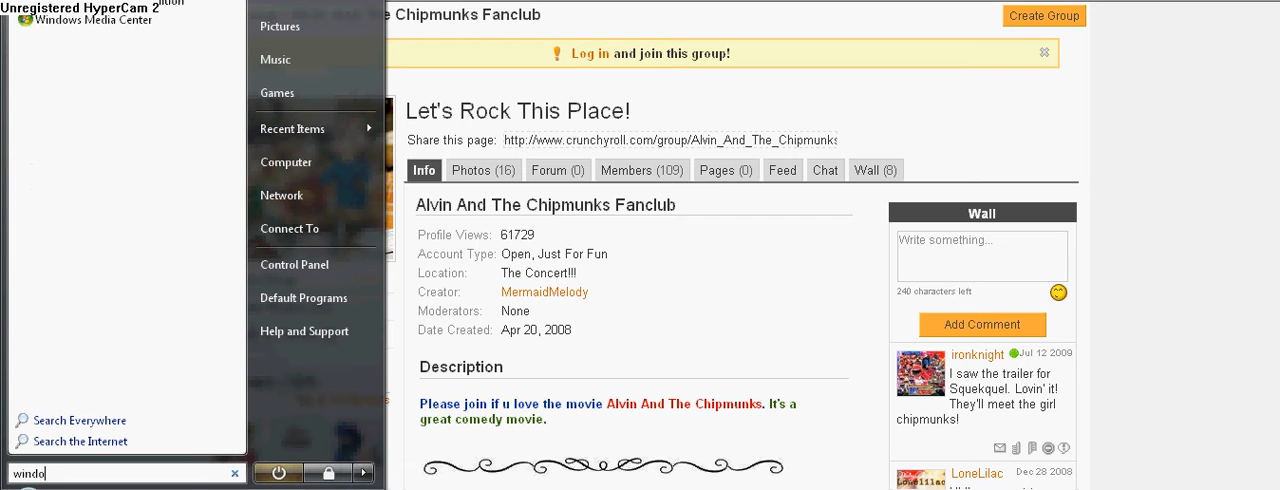 Unregistered HyperCam 2
Windows Media Center
Pictures
Music
Games
Recent Items
Computer
Network
Connect To
Control Panel
Default Programs
Help and Support
Search Everywhere
Search the Internet
windo
e Chipmunks Fanclub
Create Group
Log in and join this group!
Let's Rock This Place!
Share this page: http://www.crunchyroll.com/group/Alvin_And_The_Chipmunks
Info Photos (16) Forum (0) Members (109) Pages (0) Feed Chat Wall (8)
Alvin And The Chipmunks Fanclub
Profile Views: 61729
Account Type: Open, Just For Fun
Location: The Concert!!!
Creator: MermaidMelody
Moderators: None
Date Created: Apr 20, 2008
Description
Please join if u love the movie Alvin And The Chipmunks. It's a
great comedy movie.
Wall
Write something...
240 characters left
Add Comment
ironknight Jul 12 2009
I saw the trailer for
Squekquel. Lovin' it!
They'll meet the girl
chipmunks!
LoneLilac Dec 28 2008